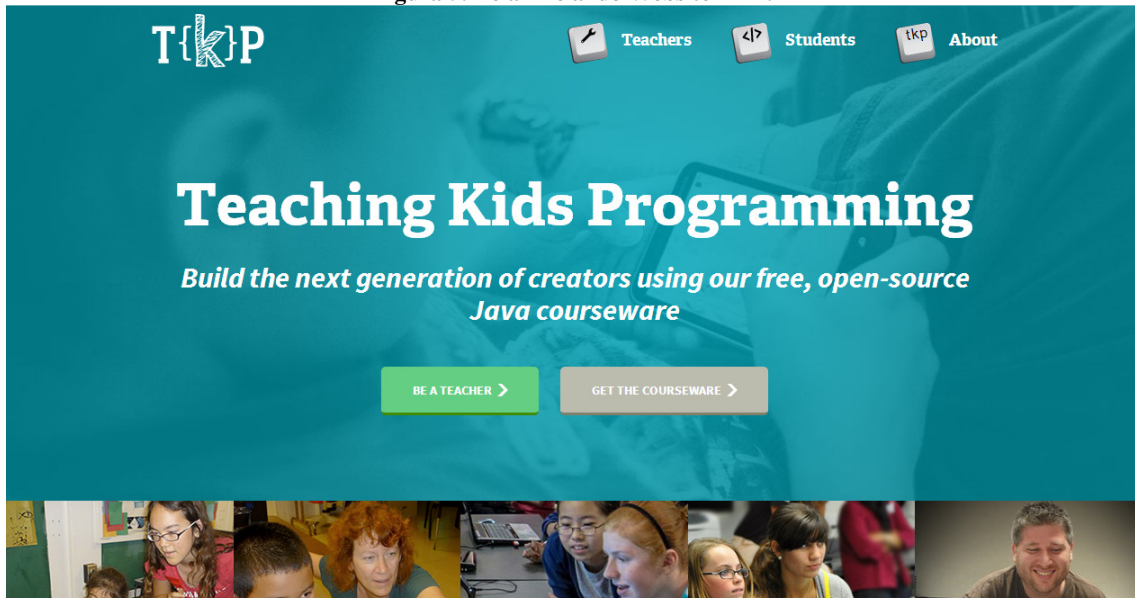 T{k}P
Teachers
</> Students
tkp About
Teaching Kids Programming
Build the next generation of creators using our free, open-source
Java courseware
BE A TEACHER
GET THE COURSEWARE